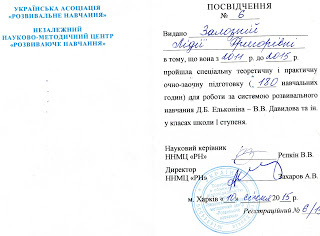 УКРАЇНСЬКА АСОЦІАЦІЯ
«РОЗВИВАЛЬНЕ НАВЧАННЯ»
НЕЗАЛЕЖНИЙ
НАУКОВО-МЕТОДИЧНИЙ ЦЕНТР
«РОЗВИВАЮЧЕ НАВЧАННЯ»
ПОСВІДЧЕННЯ
№ 6
Видано Залозній
Лідії Григорівні
в тому, що вона з 2011 р. до 2015 р.
пройшла спеціальну теоретичну і практичну
очно-заочну підготовку ( 180 навчальних
годин) для роботи за системою розвивального
навчання Д.Б. Ельконіна – В.В. Давидова та ін.
у класах школи І ступеня.
Науковий керівник
ННМЦ «РН» Рєпкін В.В.
Директор
ННМЦ «РН» Захаров А.В.
м. Харків « 10 » січня 2015 р.
Реєстраційний № 6/15